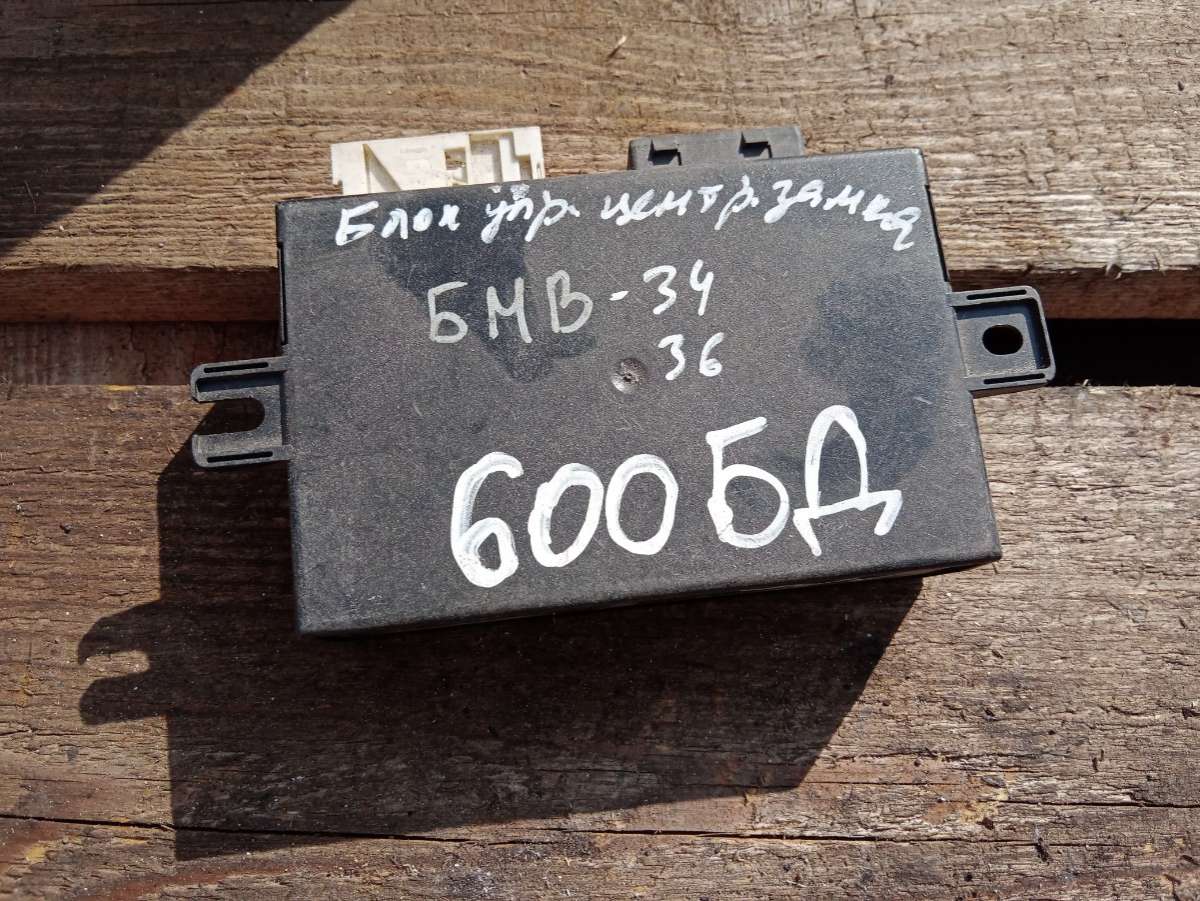 Блок упр. центр. замка
БМВ-34
36
600БД